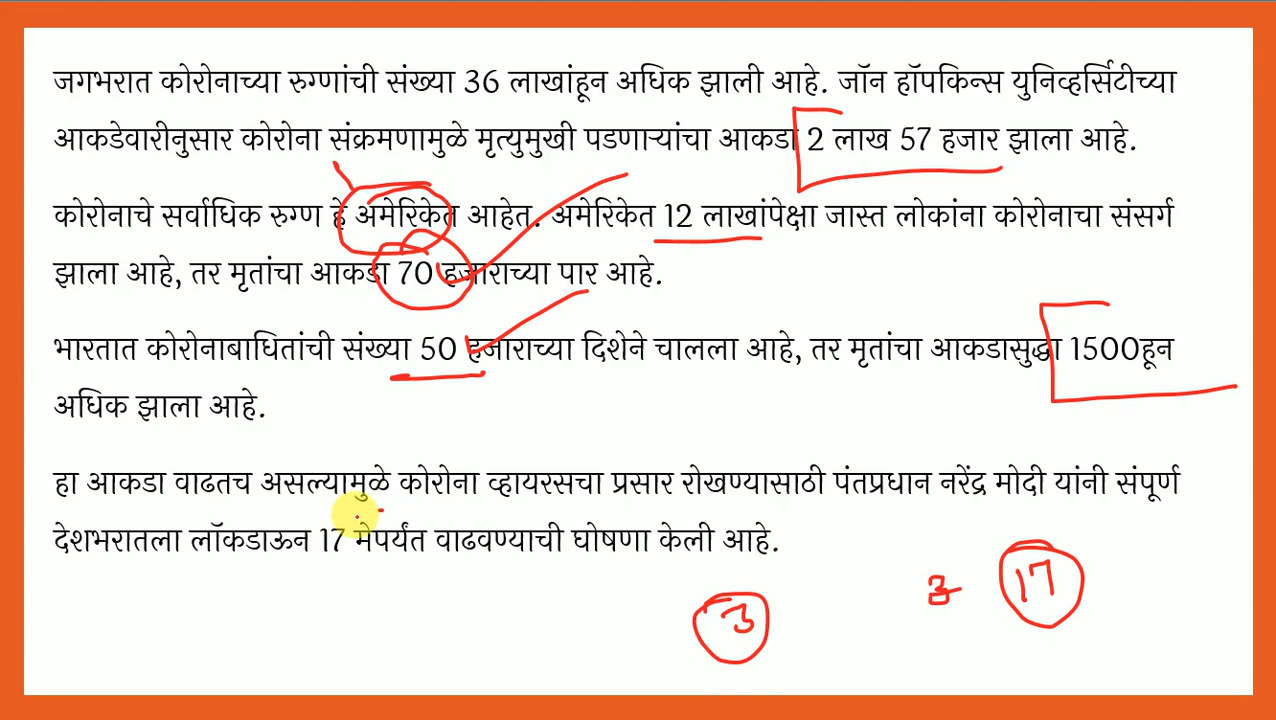 जगभरात कोरोनाच्या रुग्णांची संख्या 36 लाखांहून अधिक झाली आहे. जॉन हॉपकिन्स युनिव्हर्सिटीच्या
आकडेवारीनुसार कोरोना संक्रमणामुळे मृत्युमुखी पडणाऱ्यांचा आकडा 2 लाख 57 हजार झाला आहे.
कोरोनाचे सर्वाधिक रुग्ण हे अमेरिकेत आहेत. अमेरिकेत 12 लाखांपेक्षा जास्त लोकांना कोरोनाचा संसर्ग
झाला आहे, तर मृतांचा आकडा 70 हजाराच्या पार आहे.
भारतात कोरोनाबाधितांची संख्या 50 हजाराच्या दिशेने चालला आहे, तर मृतांचा आकडासुद्धा 1500हून
अधिक झाला आहे.
हा आकडा वाढतच असल्यामुळे कोरोना व्हायरसचा प्रसार रोखण्यासाठी पंतप्रधान नरेंद्र मोदी यांनी संपूर्ण
देशभरातला लॉकडाऊन 17 मेपर्यंत वाढवण्याची घोषणा केली आहे.
3 17